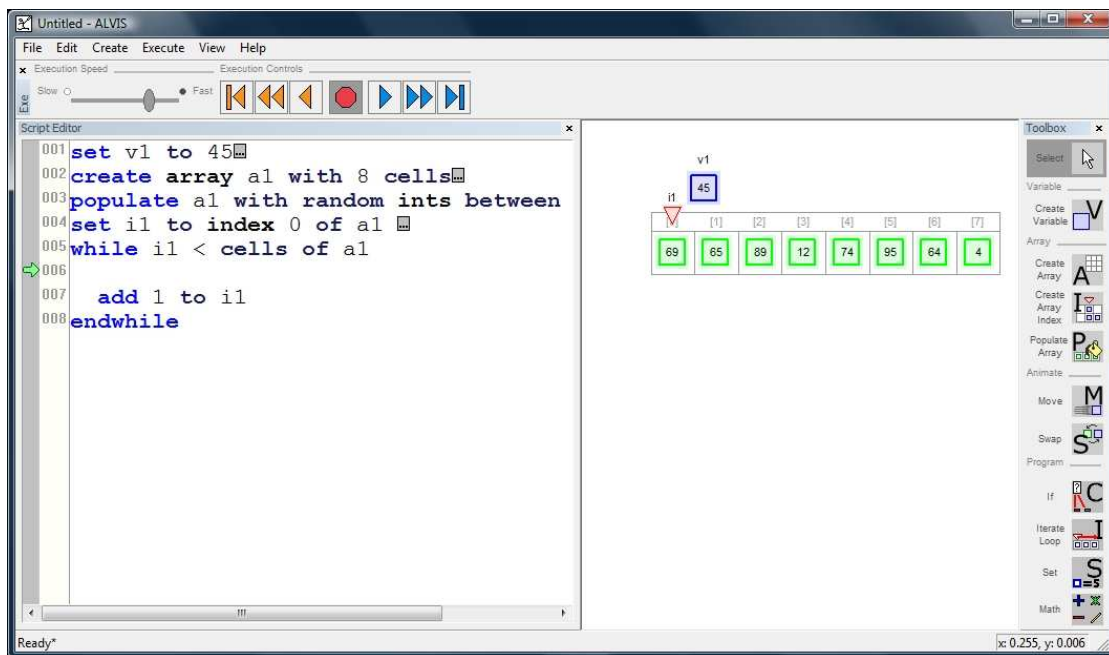 Untitled - ALVIS
File Edit Create Execute View Help
Execution Speed
Execution Controls
Exe
Slow
Fast
Script Editor
001 set v1 to 45
002 create array a1 with 8 cells
003 populate a1 with random ints between
004 set i1 to index 0 of a1
005 while i1 < cells of a1
006
007 add 1 to i1
008 endwhile
v1
45
i1
[1] [2] [3] [4] [5] [6] [7]
69 65 89 12 74 95 64 4
Toolbox
Select
Variable
Create Variable
V
Array
Create Array
A
Create Array Index
I
Populate Array
P
Animate
Move
M
Swap
S
Program
If
C
Iterate Loop
I
Set
S
=5
Math
Ready*
x: 0.255, y: 0.006